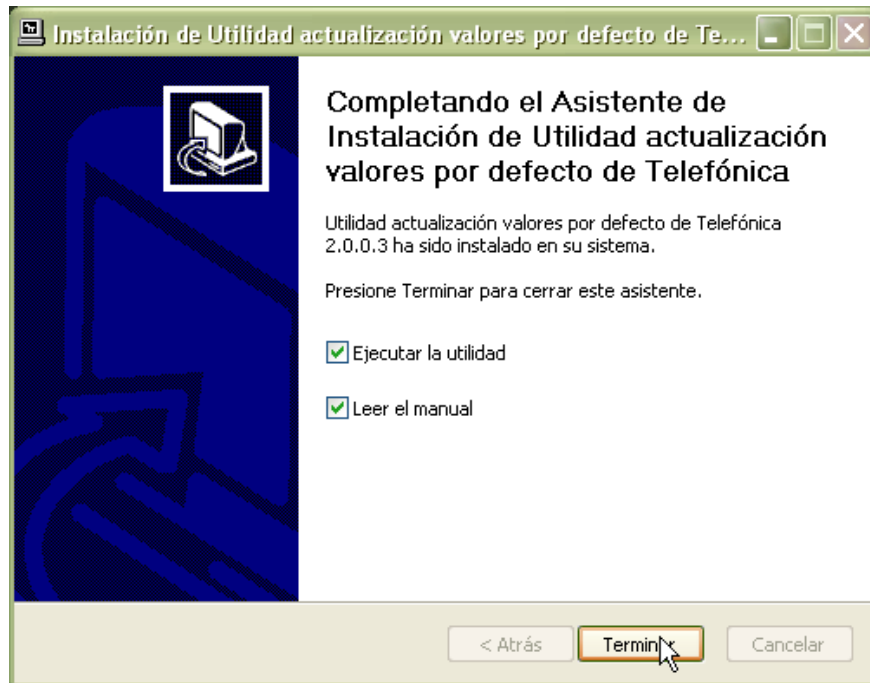 Instalación de Utilidad actualización valores por defecto de Te...
Completando el Asistente de
Instalación de Utilidad actualización
valores por defecto de Telefónica
Utilidad actualización valores por defecto de Telefónica
2.0.0.3 ha sido instalado en su sistema.
Presione Terminar para cerrar este asistente.
Ejecutar la utilidad
Leer el manual
< Atrás
Terminar
Cancelar